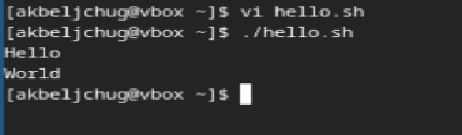 [akbeljchug@vbox ~]$ vi hello.sh
[akbeljchug@vbox ~]$ ./hello.sh
Hello
World
[akbeljchug@vbox ~]$